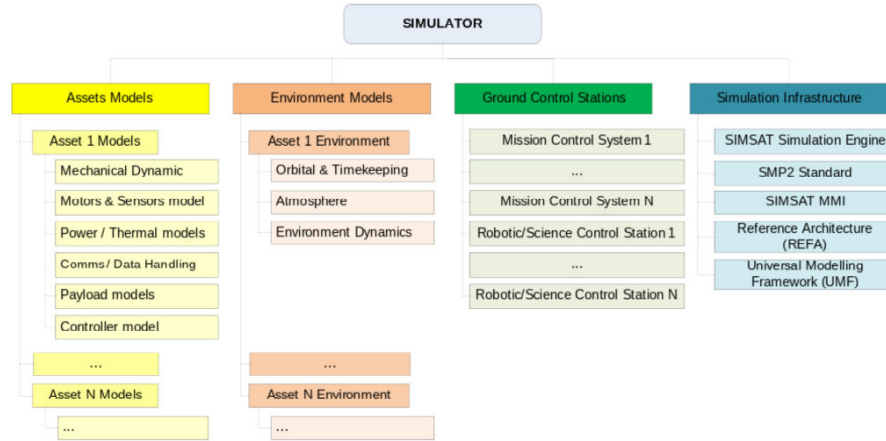 SIMULATOR
Assets Models
Asset 1 Models
Mechanical Dynamic
Motors & Sensors model
Power / Thermal models
Comms / Data Handling
Payload models
Controller model
...
Asset N Models
...
Environment Models
Asset 1 Environment
Orbital & Timekeeping
Atmosphere
Environment Dynamics
...
Asset N Environment
...
Ground Control Stations
Mission Control System 1
...
Mission Control System N
Robotic/Science Control Station 1
...
Robotic/Science Control Station N
Simulation Infrastructure
SIMSAT Simulation Engine
SMP2 Standard
SIMSAT MMI
Reference Architecture
(REFA)
Universal Modelling
Framework (UMF)